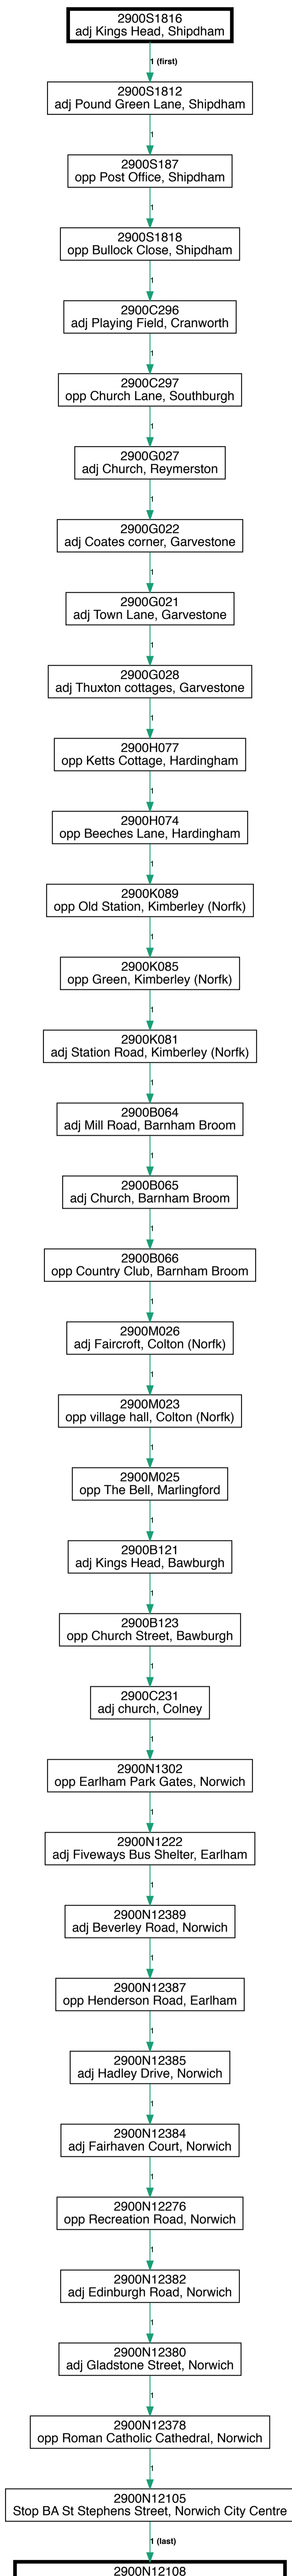 2900S1816
adj Kings Head, Shipdham
1 (first)
2900S1812
adj Pound Green Lane, Shipdham
1
2900S187
opp Post Office, Shipdham
1
2900S1818
opp Bullock Close, Shipdham
1
2900C296
adj Playing Field, Cranworth
1
2900C297
opp Church Lane, Southburgh
1
2900G027
adj Church, Reymerston
1
2900G022
adj Coates corner, Garvestone
1
2900G021
adj Town Lane, Garvestone
1
2900G028
adj Thuxton cottages, Garvestone
1
2900H077
opp Ketts Cottage, Hardingham
1
2900H074
opp Beeches Lane, Hardingham
1
2900K089
opp Old Station, Kimberley (Norfk)
1
2900K085
opp Green, Kimberley (Norfk)
1
2900K081
adj Station Road, Kimberley (Norfk)
1
2900B064
adj Mill Road, Barnham Broom
1
2900B065
adj Church, Barnham Broom
1
2900B066
opp Country Club, Barnham Broom
1
2900M026
adj Faircroft, Colton (Norfk)
1
2900M023
opp village hall, Colton (Norfk)
1
2900M025
opp The Bell, Marlingford
1
2900B121
adj Kings Head, Bawburgh
1
2900B123
opp Church Street, Bawburgh
1
2900C231
adj church, Colney
1
2900N1302
opp Earlham Park Gates, Norwich
1
2900N1222
adj Fiveways Bus Shelter, Earlham
1
2900N12389
adj Beverley Road, Norwich
1
2900N12387
opp Henderson Road, Earlham
1
2900N12385
adj Hadley Drive, Norwich
1
2900N12384
adj Fairhaven Court, Norwich
1
2900N12276
opp Recreation Road, Norwich
1
2900N12382
adj Edinburgh Road, Norwich
1
2900N12380
adj Gladstone Street, Norwich
1
2900N12378
opp Roman Catholic Cathedral, Norwich
1
2900N12105
Stop BA St Stephens Street, Norwich City Centre
1 (last)
2900N12108